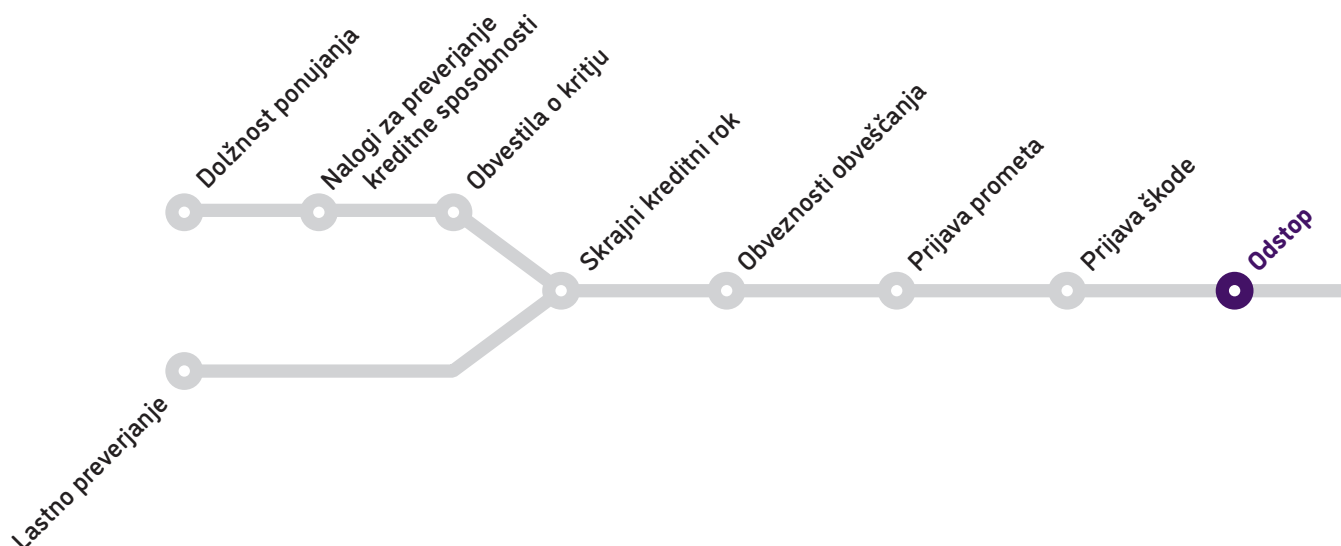 Dolžnost ponujanja
Nalogi za preverjanje
kreditne sposobnosti
Obvestila o kritju
Skrajni kreditni rok
Obveznosti obveščanja
Prijava prometa
Prijava škode
Odstop
Lastno preverjanje